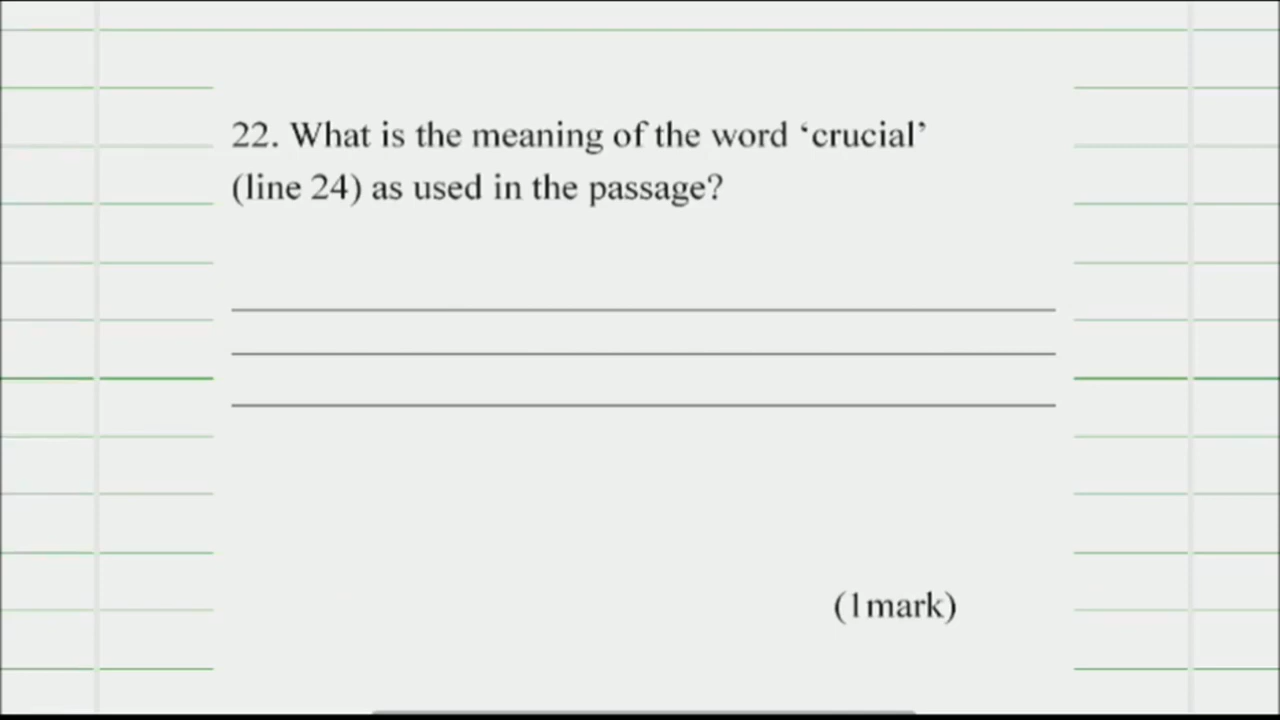 22. What is the meaning of the word ‘crucial’
(line 24) as used in the passage?
(1mark)